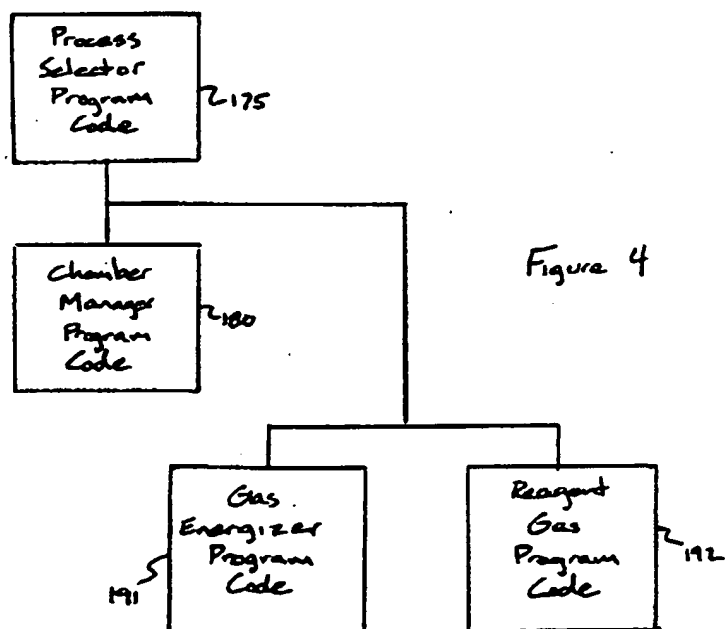 Process
Selector
Program
Code
175
Chamber
Manager
Program
Code
180
Figure 4
Gas
Energizer
Program
Code
191
Reagent
Gas
Program
Code
192